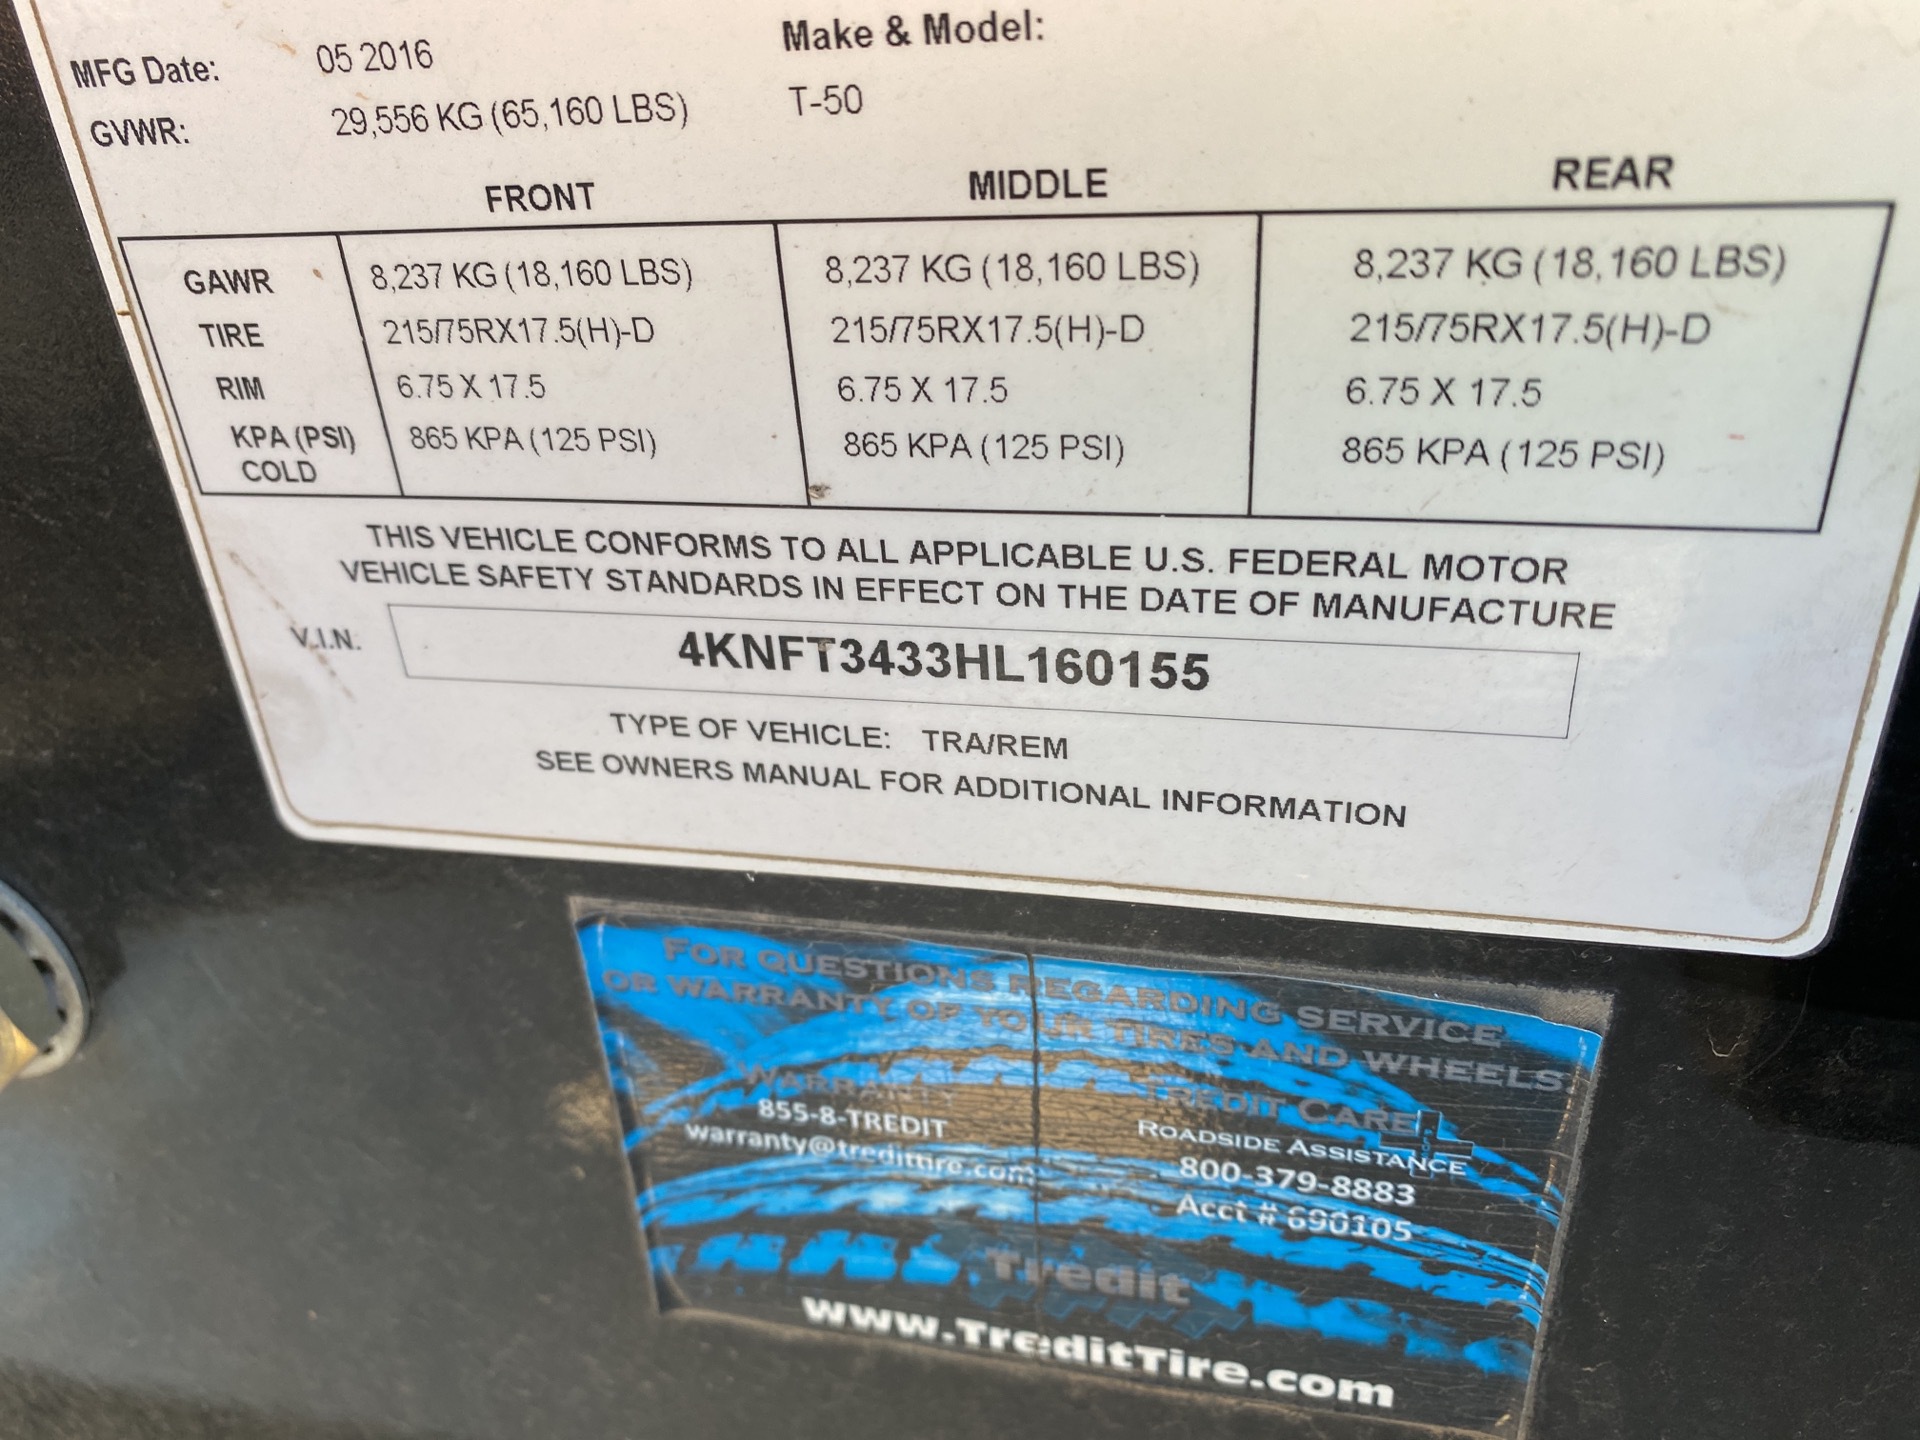 MFG Date: 05 2016 Make & Model:
GVWR: 29,556 KG (65,160 LBS) T-50
FRONT MIDDLE REAR
GAWR 8,237 KG (18,160 LBS) 8,237 KG (18,160 LBS) 8,237 KG (18,160 LBS)
TIRE 215/75RX17.5(H)-D 215/75RX17.5(H)-D 215/75RX17.5(H)-D
RIM 6.75 X 17.5 6.75 X 17.5 6.75 X 17.5
KPA (PSI) 865 KPA (125 PSI) 865 KPA (125 PSI) 865 KPA (125 PSI)
COLD
THIS VEHICLE CONFORMS TO ALL APPLICABLE U.S. FEDERAL MOTOR
VEHICLE SAFETY STANDARDS IN EFFECT ON THE DATE OF MANUFACTURE
V.I.N. 4KNFT3433HL160155
TYPE OF VEHICLE: TRA/REM
SEE OWNERS MANUAL FOR ADDITIONAL INFORMATION
FOR QUESTIONS REGARDING SERVICE
OR WARRANTY OF YOUR TIRES AND WHEELS
WARRANTY
855-8-TREDIT
warranty@tredittire.com
TREDIT CARE
ROADSIDE ASSISTANCE
800-379-8883
Acct # 690105
Tredit
www.TreditTire.com